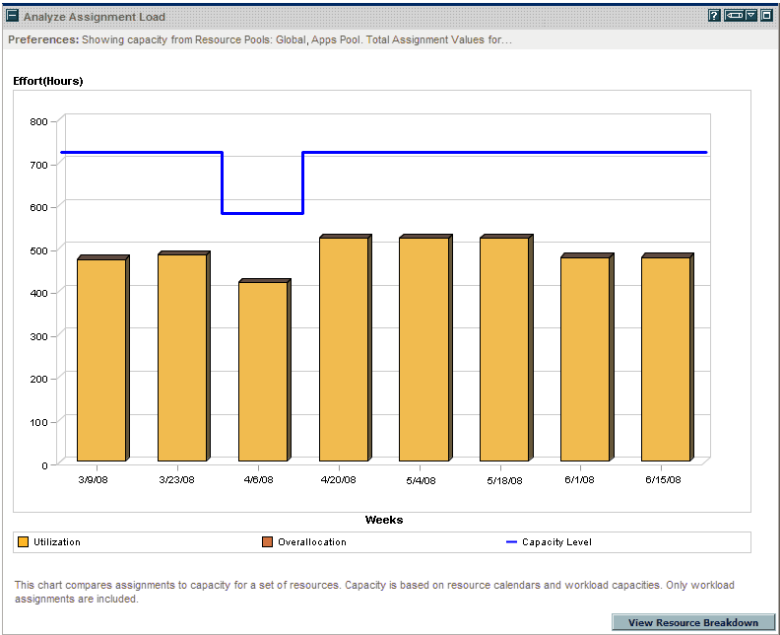 Analyze Assignment Load
?
Preferences: Showing capacity from Resource Pools: Global, Apps Pool. Total Assignment Values for...
Effort(Hours)
800
700
600
500
400
300
200
100
0
3/9/08 3/23/08 4/6/08 4/20/08 5/4/08 5/18/08 6/1/08 6/15/08
Weeks
Utilization Overallocation Capacity Level
This chart compares assignments to capacity for a set of resources. Capacity is based on resource calendars and workload capacities. Only workload
assignments are included.
View Resource Breakdown